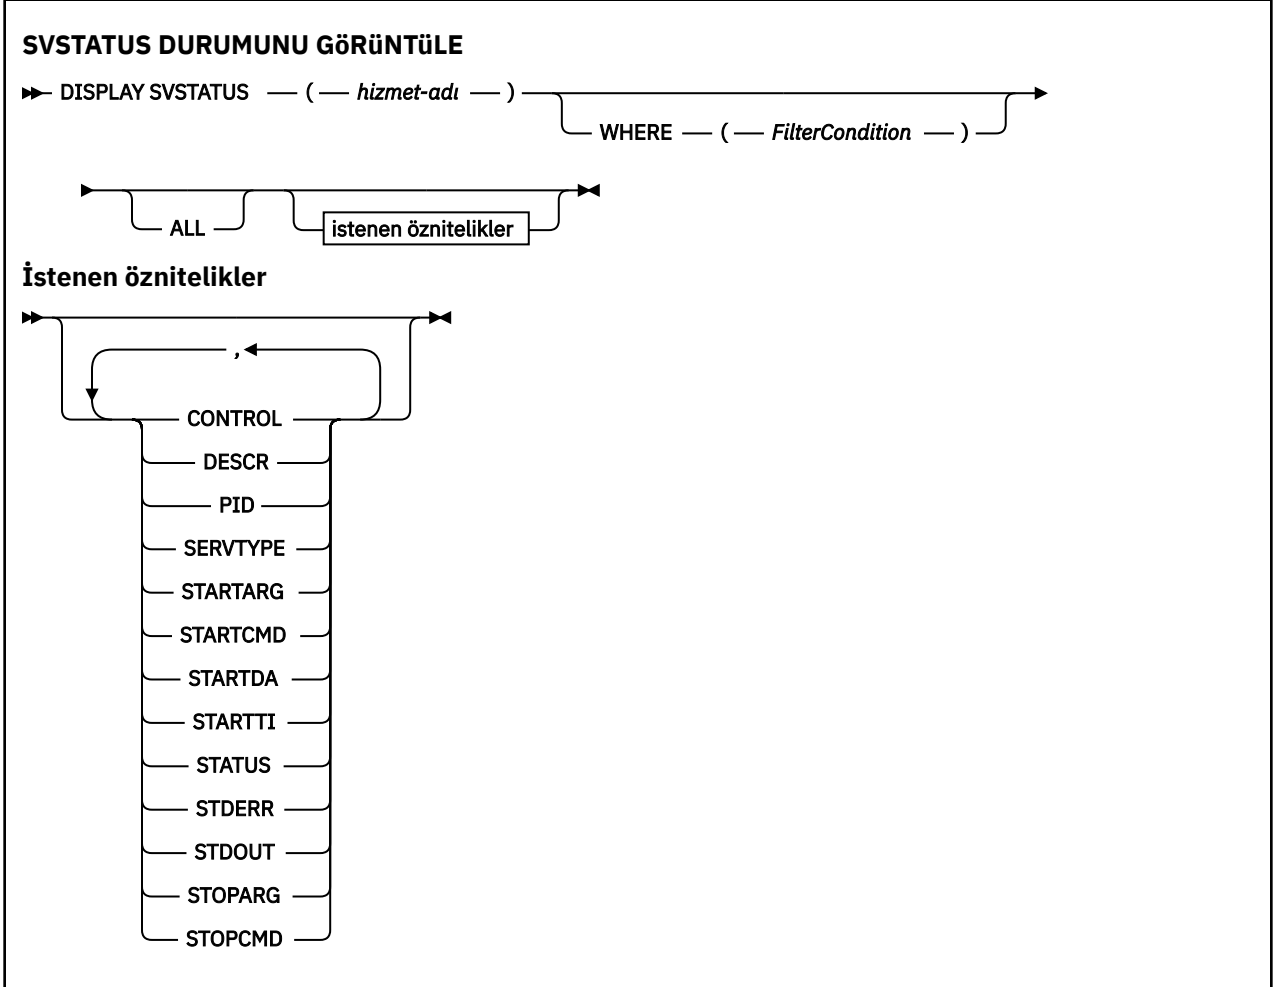 SVSTATUS DURUMUNU GöRüNTüLE
DISPLAY SVSTATUS ( hizmet-adı )
WHERE ( FilterCondition )
ALL
istenen öznitelikler
İstenen öznitelikler
,
CONTROL
DESCR
PID
SERVTYPE
STARTARG
STARTCMD
STARTDA
STARTTI
STATUS
STDERR
STDOUT
STOPARG
STOPCMD